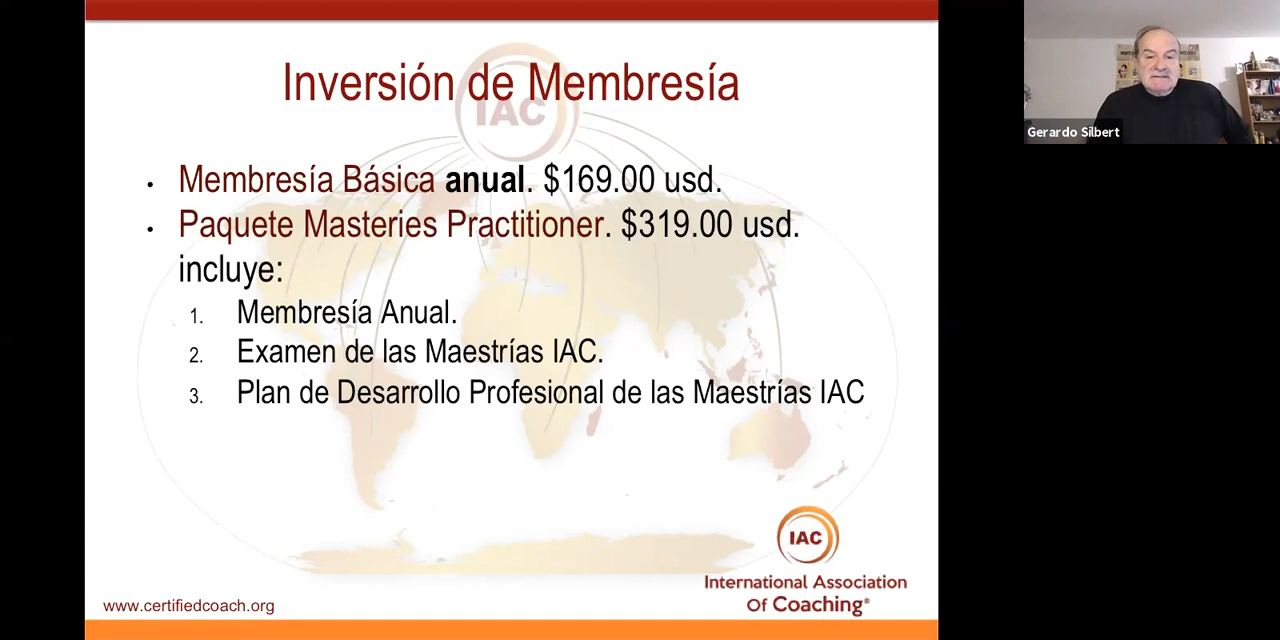 Inversión de Membresía
IAC
• Membresía Básica anual. $169.00 usd.
• Paquete Masteries Practitioner. $319.00 usd.
incluye:
1. Membresía Anual.
2. Examen de las Maestrías IAC.
3. Plan de Desarrollo Profesional de las Maestrías IAC
IAC
International Association
Of Coaching®
www.certifiedcoach.org
Gerardo Silbert